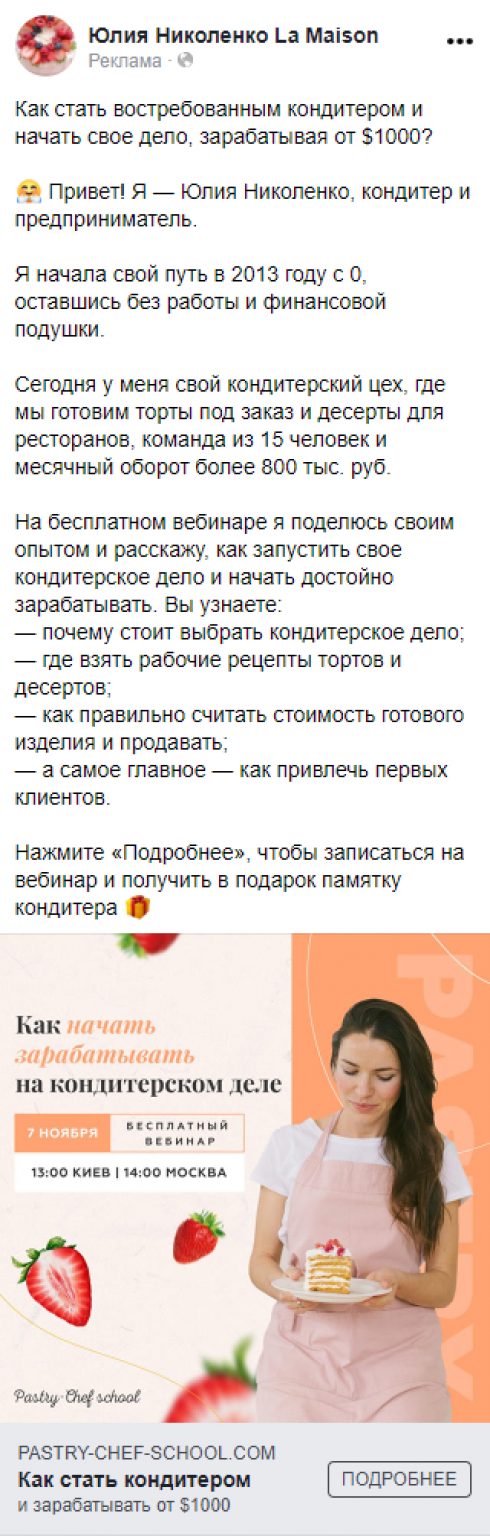 Юлия Николенко La Maison
Реклама ·
Как стать востребованным кондитером и
начать свое дело, зарабатывая от $1000?
🤗 Привет! Я — Юлия Николенко, кондитер и
предприниматель.
Я начала свой путь в 2013 году с 0,
оставшись без работы и финансовой
подушки.
Сегодня у меня свой кондитерский цех, где
мы готовим торты под заказ и десерты для
ресторанов, команда из 15 человек и
месячный оборот более 800 тыс. руб.
На бесплатном вебинаре я поделюсь своим
опытом и расскажу, как запустить свое
кондитерское дело и начать достойно
зарабатывать. Вы узнаете:
— почему стоит выбрать кондитерское дело;
— где взять рабочие рецепты тортов и
десертов;
— как правильно считать стоимость готового
изделия и продавать;
— а самое главное — как привлечь первых
клиентов.
Нажмите «Подробнее», чтобы записаться на
вебинар и получить в подарок памятку
кондитера 🎁
PASTRY
Как начать
зарабатывать
на кондитерском деле
7 НОЯБРЯ
БЕСПЛАТНЫЙ
ВЕБИНАР
13:00 КИЕВ | 14:00 МОСКВА
Pastry-Chef school
PASTRY-CHEF-SCHOOL.COM
Как стать кондитером
и зарабатывать от $1000
ПОДРОБНЕЕ